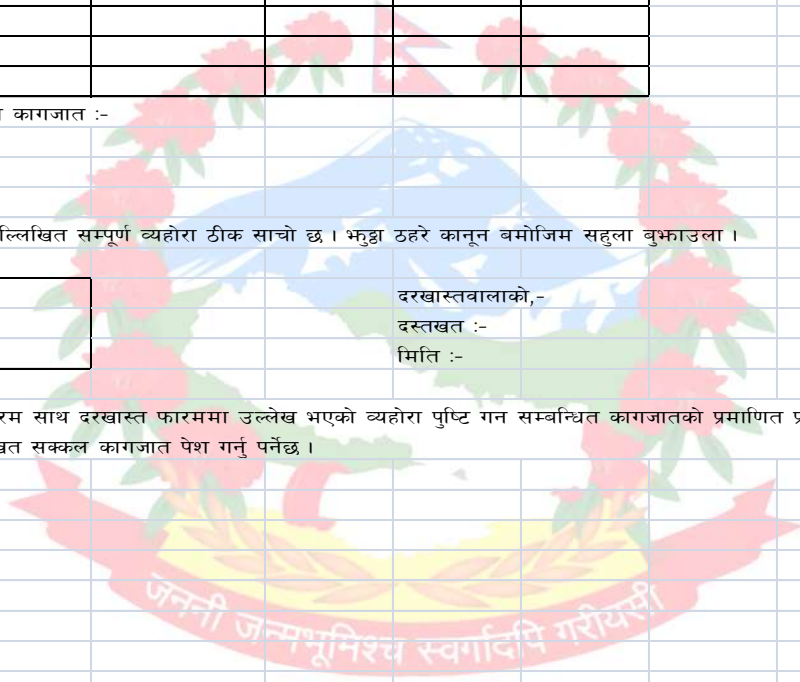 कागजात :-
ल्लिखित सम्पूर्ण व्यहोरा ठीक साचो छ । झुठ्ठा ठहरे कानून बमोजिम सहुला बुझाउला ।
दरखास्तवालाको,-
दस्तखत :-
मिति :-
रम साथ दरखास्त फारममा उल्लेख भएको व्यहोरा पुष्टि गन सम्बन्धित कागजातको प्रमाणित प्र
खत सक्कल कागजात पेश गर्नु पर्नेछ ।
जननी जन्मभूमिश्च स्वर्गादपि गरीयसी